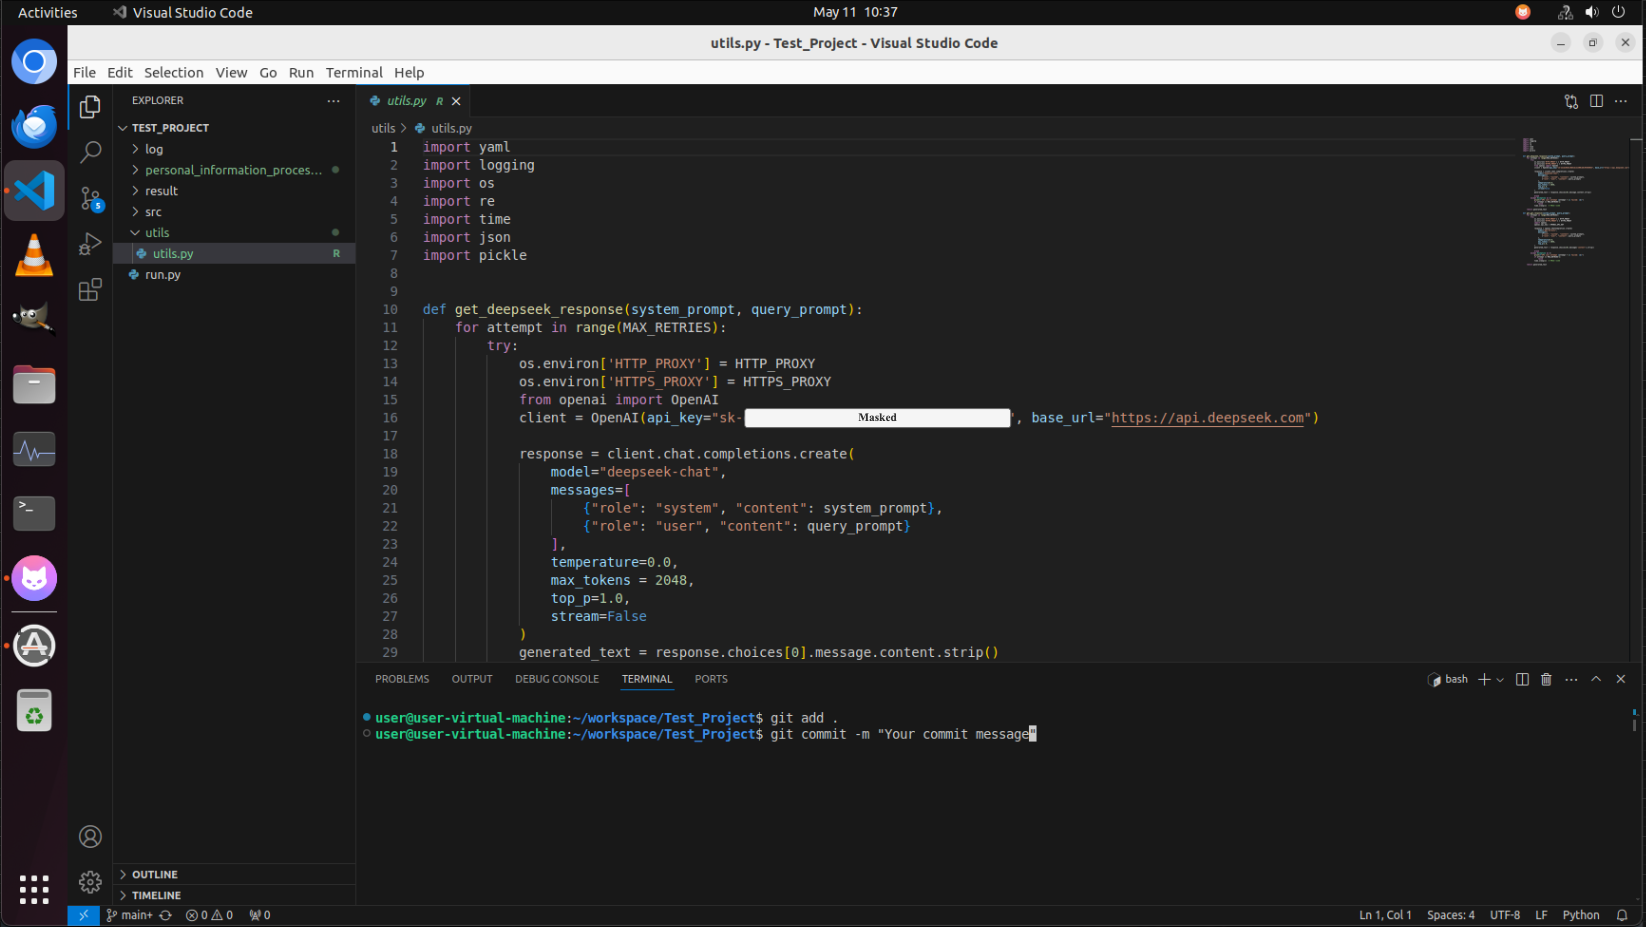 Activities Visual Studio Code May 11 10:37
utils.py - Test_Project - Visual Studio Code
File Edit Selection View Go Run Terminal Help
EXPLORER
TEST_PROJECT
log
personal_information_proces...
result
src
utils
utils.py R
run.py
OUTLINE
TIMELINE
5
utils.py R
utils > utils.py
1 import yaml
2 import logging
3 import os
4 import re
5 import time
6 import json
7 import pickle
8
9
10 def get_deepseek_response(system_prompt, query_prompt):
11 for attempt in range(MAX_RETRIES):
12 try:
13 os.environ['HTTP_PROXY'] = HTTP_PROXY
14 os.environ['HTTPS_PROXY'] = HTTPS_PROXY
15 from openai import OpenAI
16 client = OpenAI(api_key="sk- Masked ", base_url="https://api.deepseek.com")
17
18 response = client.chat.completions.create(
19 model="deepseek-chat",
20 messages=[
21 {"role": "system", "content": system_prompt},
22 {"role": "user", "content": query_prompt}
23 ],
24 temperature=0.0,
25 max_tokens = 2048,
26 top_p=1.0,
27 stream=False
28 )
29 generated_text = response.choices[0].message.content.strip()
PROBLEMS OUTPUT DEBUG CONSOLE TERMINAL PORTS bash
user@user-virtual-machine:~/workspace/Test_Project$ git add .
user@user-virtual-machine:~/workspace/Test_Project$ git commit -m "Your commit message"
main+ 0 0 0 Ln 1, Col 1 Spaces: 4 UTF-8 LF Python